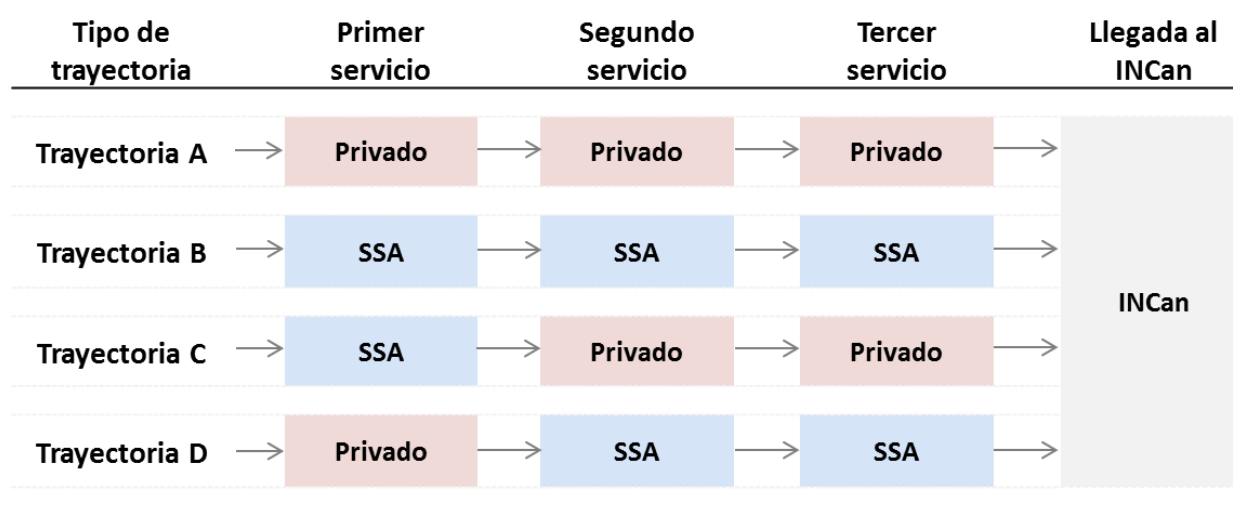 Tipo de trayectoria Primer servicio Segundo servicio Tercer servicio Llegada al INCan
Trayectoria A Privado Privado Privado
Trayectoria B SSA SSA SSA
INCan
Trayectoria C SSA Privado Privado
Trayectoria D Privado SSA SSA